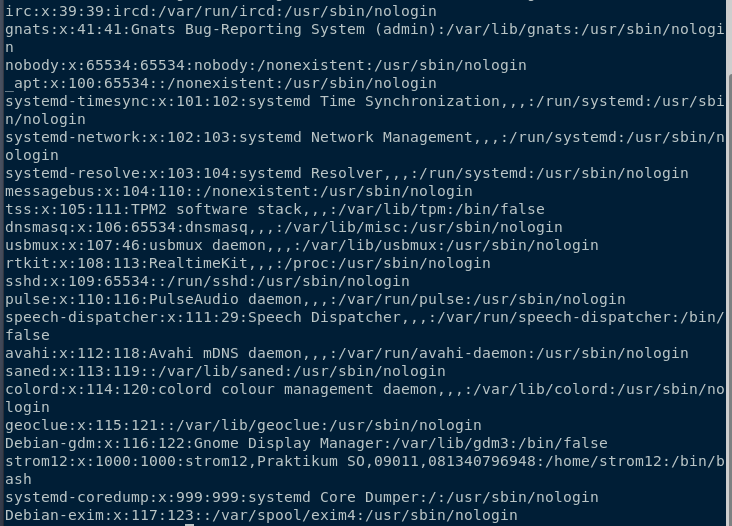 irc:x:39:39:ircd:/var/run/ircd:/usr/sbin/nologin
gnats:x:41:41:Gnats Bug-Reporting System (admin):/var/lib/gnats:/usr/sbin/nologi
n
nobody:x:65534:65534:nobody:/nonexistent:/usr/sbin/nologin
_apt:x:100:65534::/nonexistent:/usr/sbin/nologin
systemd-timesync:x:101:102:systemd Time Synchronization,,,:/run/systemd:/usr/sbi
n/nologin
systemd-network:x:102:103:systemd Network Management,,,:/run/systemd:/usr/sbin/n
ologin
systemd-resolve:x:103:104:systemd Resolver,,,:/run/systemd:/usr/sbin/nologin
messagebus:x:104:110::/nonexistent:/usr/sbin/nologin
tss:x:105:111:TPM2 software stack,,,:/var/lib/tpm:/bin/false
dnsmasq:x:106:65534:dnsmasq,,,:/var/lib/misc:/usr/sbin/nologin
usbmux:x:107:46:usbmux daemon,,,:/var/lib/usbmux:/usr/sbin/nologin
rtkit:x:108:113:RealtimeKit,,,:/proc:/usr/sbin/nologin
sshd:x:109:65534::/run/sshd:/usr/sbin/nologin
pulse:x:110:116:PulseAudio daemon,,,:/var/run/pulse:/usr/sbin/nologin
speech-dispatcher:x:111:29:Speech Dispatcher,,,:/var/run/speech-dispatcher:/bin/
false
avahi:x:112:118:Avahi mDNS daemon,,,:/var/run/avahi-daemon:/usr/sbin/nologin
saned:x:113:119::/var/lib/saned:/usr/sbin/nologin
colord:x:114:120:colord colour management daemon,,,:/var/lib/colord:/usr/sbin/no
login
geoclue:x:115:121::/var/lib/geoclue:/usr/sbin/nologin
Debian-gdm:x:116:122:Gnome Display Manager:/var/lib/gdm3:/bin/false
strom12:x:1000:1000:strom12,Praktikum SO,09011,081340796948:/home/strom12:/bin/b
ash
systemd-coredump:x:999:999:systemd Core Dumper:/:/usr/sbin/nologin
Debian-exim:x:117:123::/var/spool/exim4:/usr/sbin/nologin